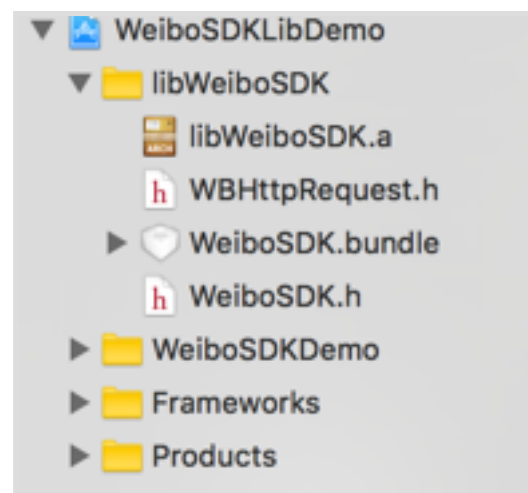 WeiboSDKLibDemo
libWeiboSDK
libWeiboSDK.a
h WBHttpRequest.h
WeiboSDK.bundle
h WeiboSDK.h
WeiboSDKDemo
Frameworks
Products